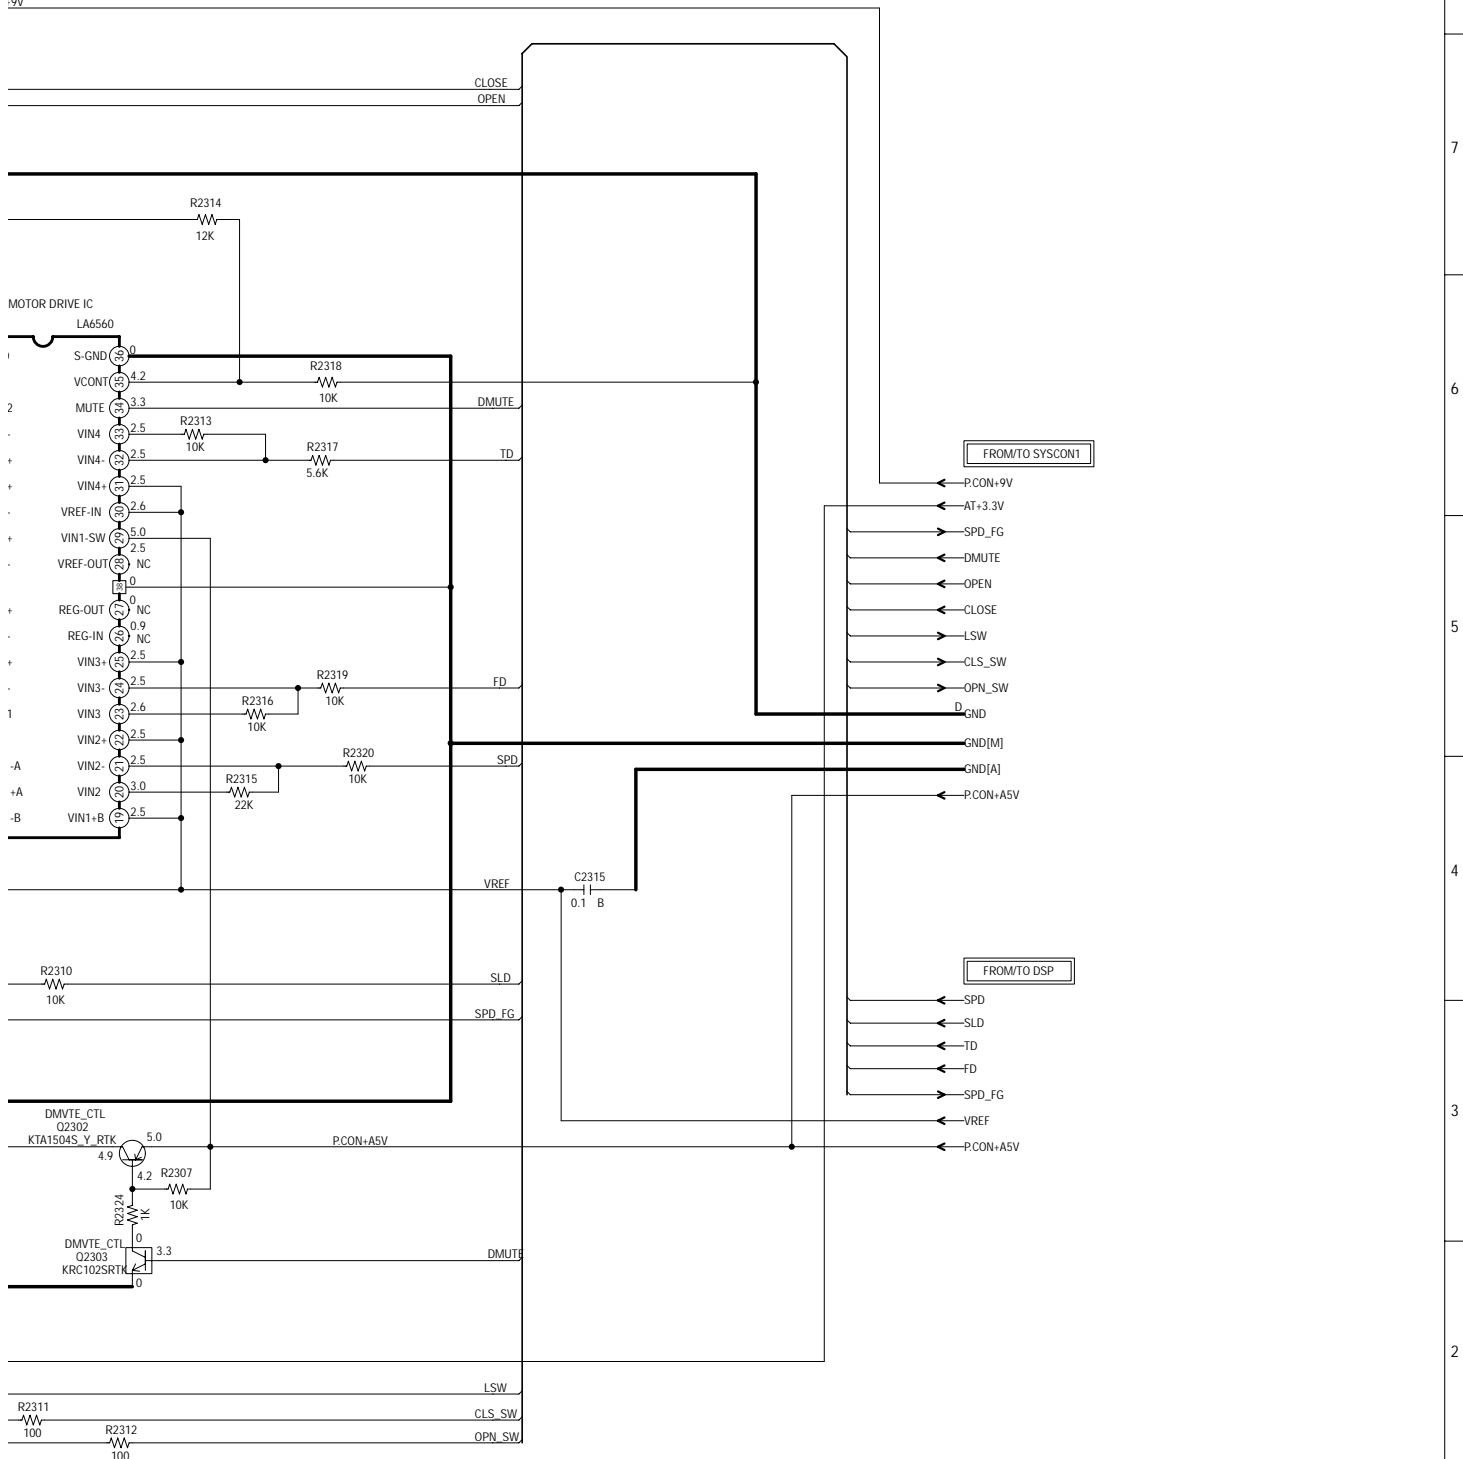 +9V
CLOSE
OPEN
7
R2314
12K
MOTOR DRIVE IC
LA6560
S-GND 36 0
VCONT 35 4.2
R2318
10K
6
2 MUTE 34 3.3 DMUTE
- VIN4 33 2.5
R2313
10K
+ VIN4- 32 2.5
R2317
5.6K
TD
+ VIN4+ 31 2.5
- VREF-IN 30 2.6
+ VIN1-SW 29 5.0
2.5
- VREF-OUT 28 NC
38 0
0
+ REG-OUT 27 NC
0.9
- REG-IN 26 NC
+ VIN3+ 25 2.5
- VIN3- 24 2.5
R2319
10K
FD
1 VIN3 23 2.6
R2316
10K
VIN2+ 22 2.5
-A VIN2- 21 2.5
R2320
10K
SPD
+A VIN2 20 3.0
R2315
22K
-B VIN1+B 19 2.5
FROM/TO SYSCON1
P.CON+9V
AT+3.3V
SPD_FG
DMUTE
OPEN
CLOSE
5
LSW
CLS_SW
OPN_SW
D
GND
GND[M]
GND[A]
P.CON+A5V
4
VREF
C2315
0.1 B
R2310
10K
SLD
SPD_FG
FROM/TO DSP
SPD
SLD
TD
FD
SPD_FG
3
VREF
P.CON+A5V
DMVTE_CTL
Q2302
KTA1504S_Y_RTK
5.0
4.9
4.2
P.CON+A5V
R2307
10K
R2324
1K
0
DMVTE_CTL
Q2303
KRC102SRTK
3.3
0
DMUTE
2
LSW
R2311
100
CLS_SW
R2312
100
OPN_SW